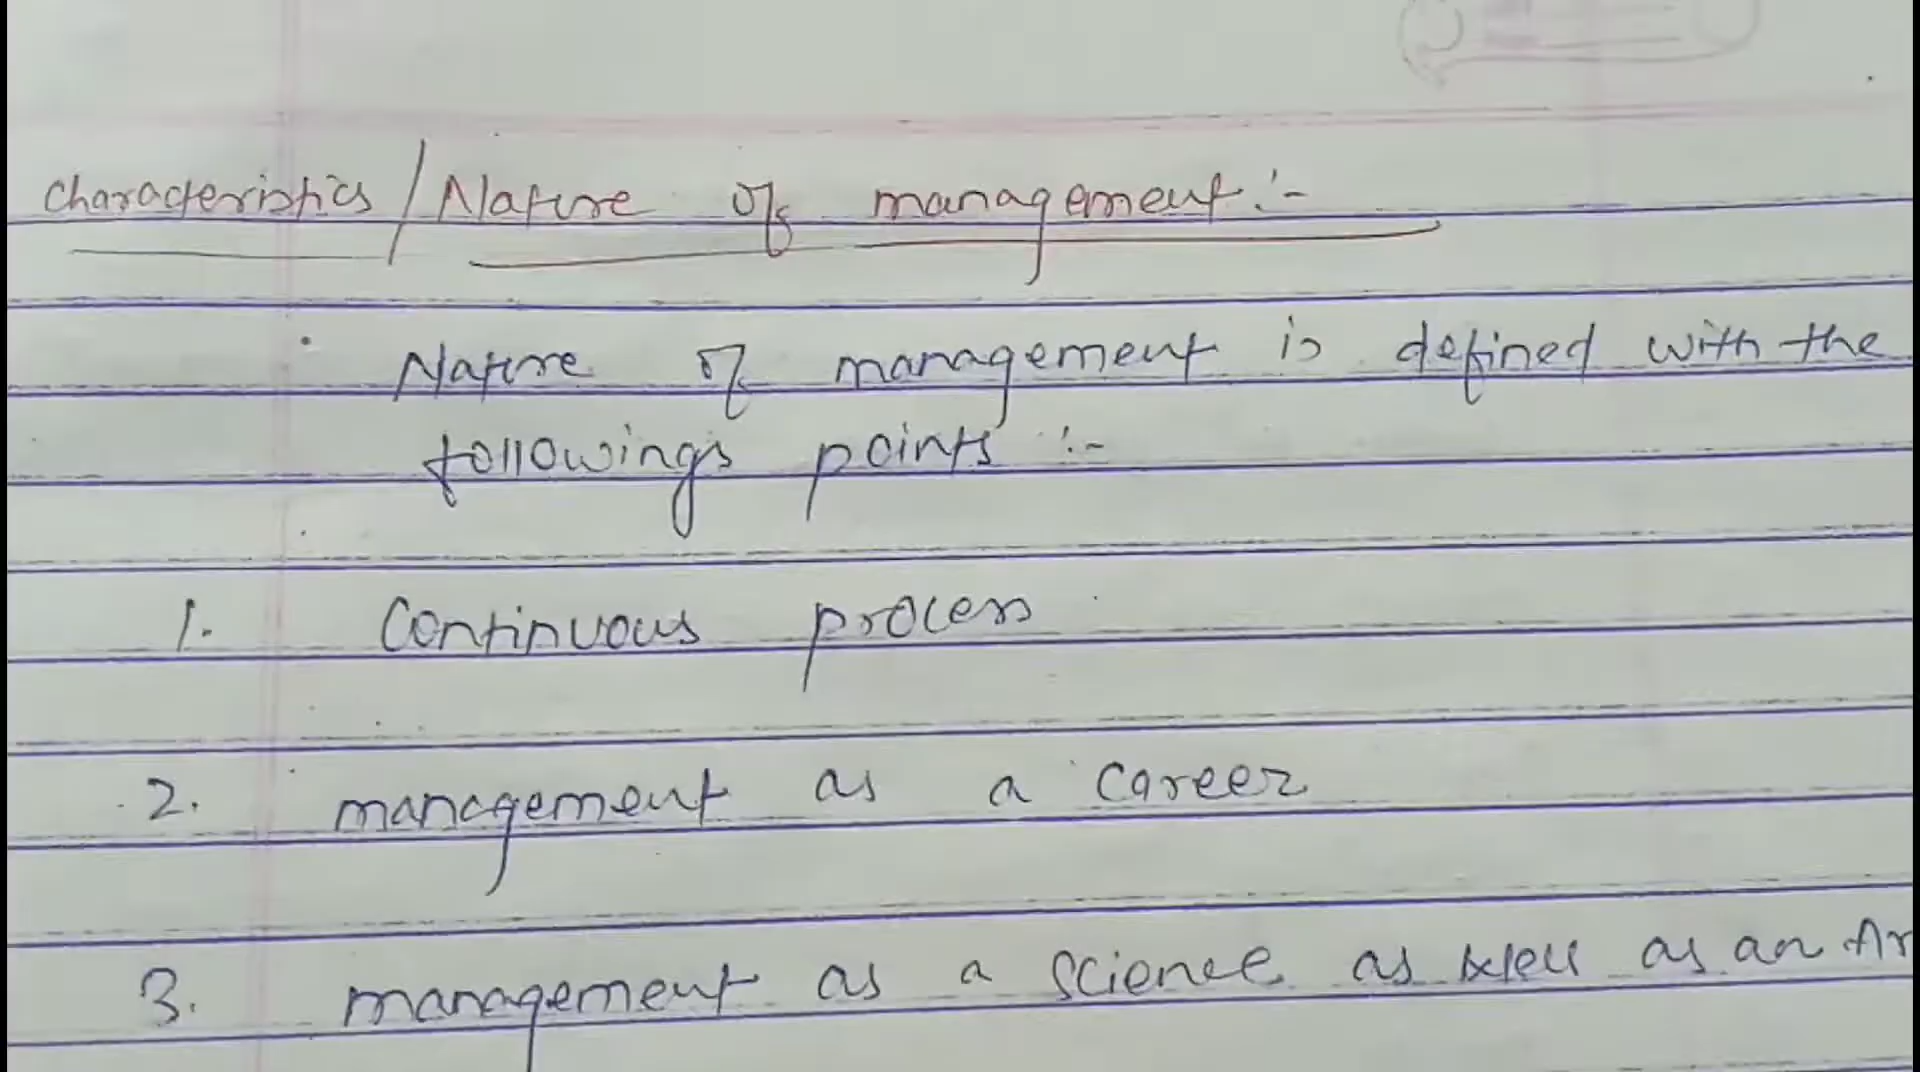 Characteristics / Nature of management :-
Nature of management is defined with the
followings points :-
1. Continuous process
2. management as a career
3. management as a science as well as an Ar